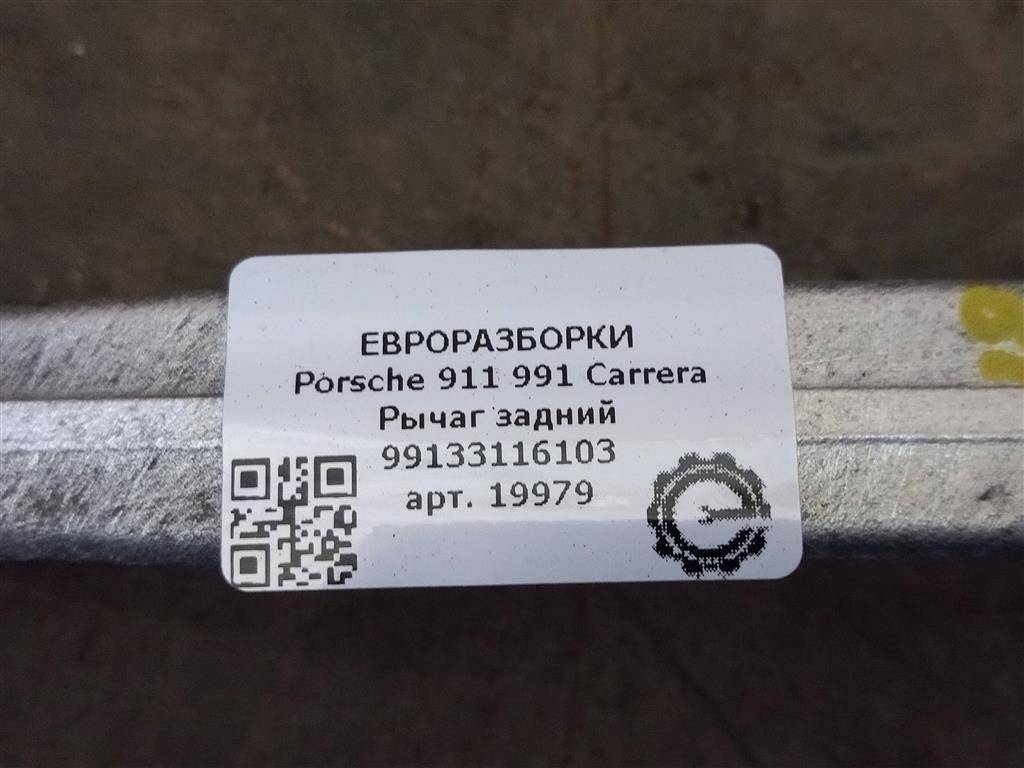 ЕВРОРАЗБОРКИ
Porsche 911 991 Carrera
Рычаг задний
99133116103
арт. 19979